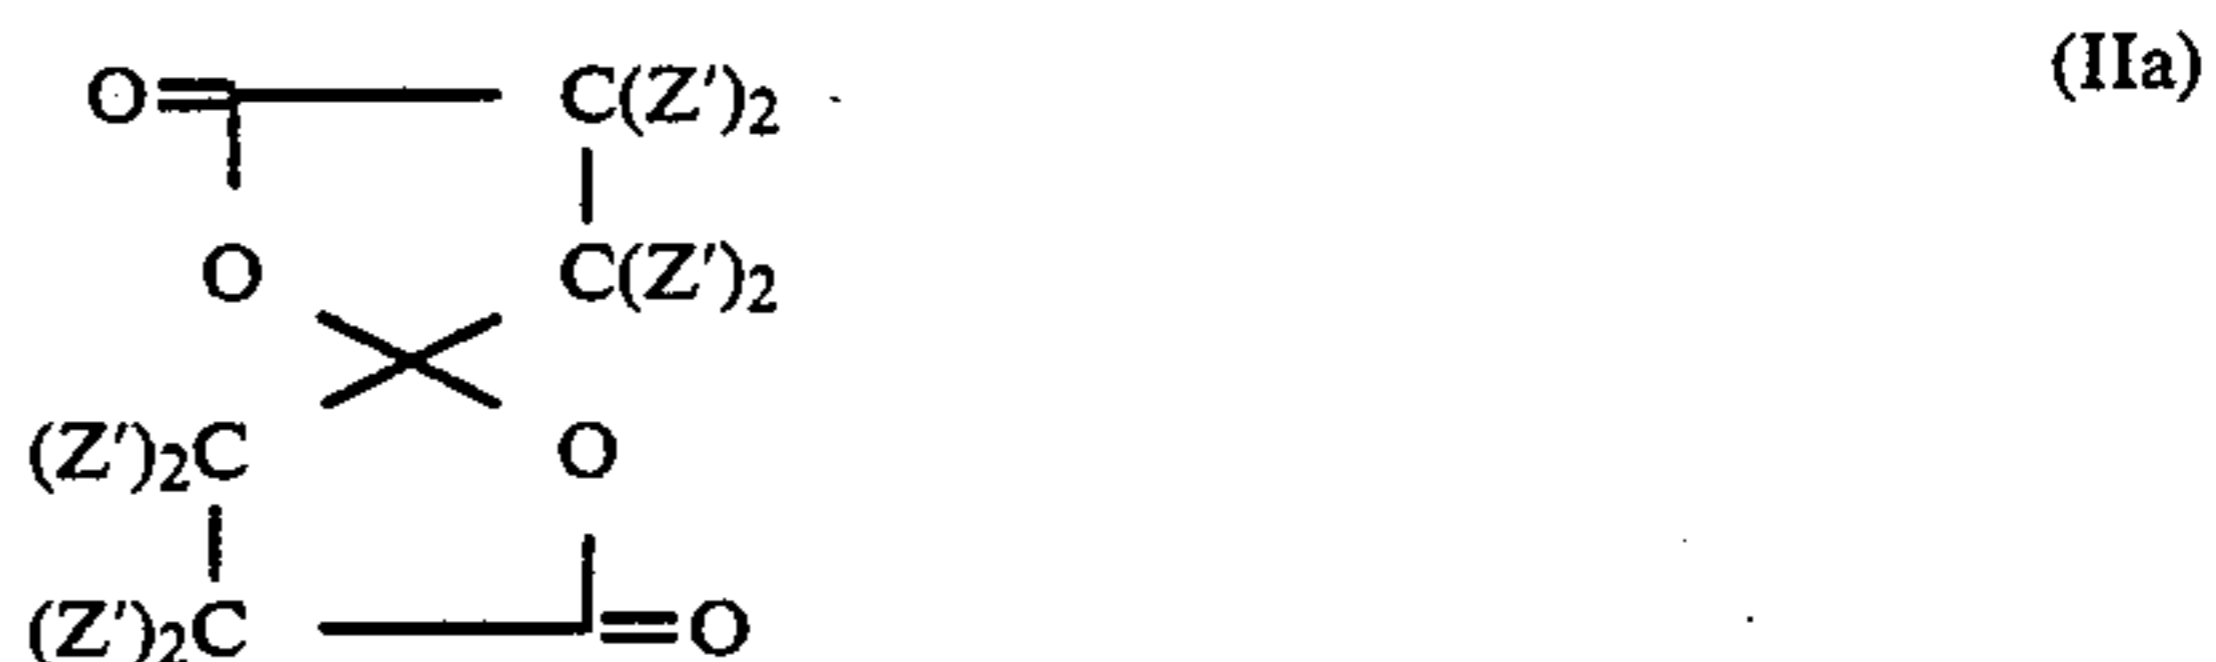 O=   C(Z′)₂   (IIa)
O   C(Z′)₂
(Z′)₂C   O
(Z′)₂C   =O